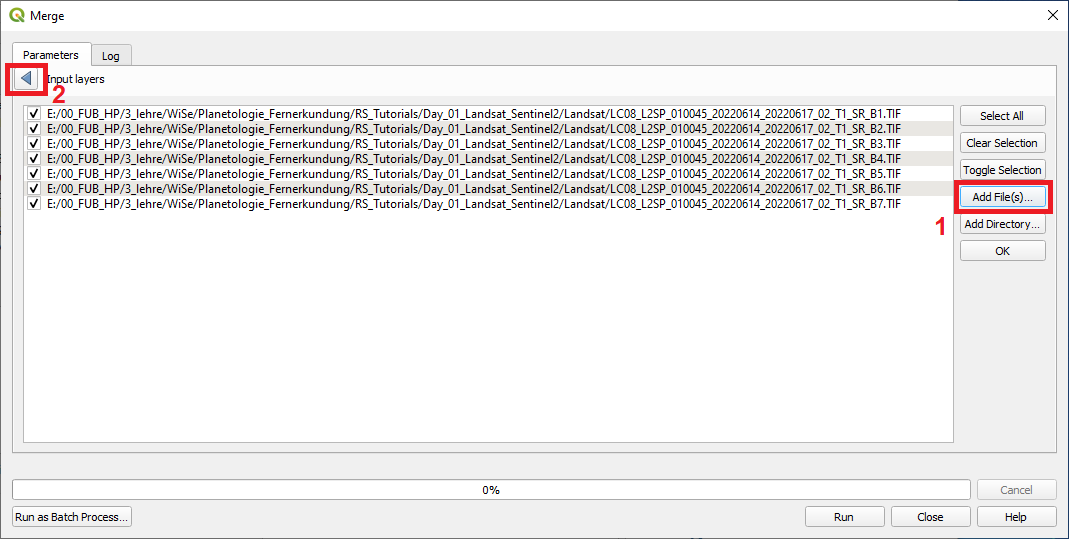 Merge
Parameters
Log
Input layers
2
E:/00_FUB_HP/3_lehre/WiSe/Planetologie_Fernerkundung/RS_Tutorials/Day_01_Landsat_Sentinel2/Landsat/LC08_L2SP_010045_20220614_20220617_02_T1_SR_B1.TIF
E:/00_FUB_HP/3_lehre/WiSe/Planetologie_Fernerkundung/RS_Tutorials/Day_01_Landsat_Sentinel2/Landsat/LC08_L2SP_010045_20220614_20220617_02_T1_SR_B2.TIF
E:/00_FUB_HP/3_lehre/WiSe/Planetologie_Fernerkundung/RS_Tutorials/Day_01_Landsat_Sentinel2/Landsat/LC08_L2SP_010045_20220614_20220617_02_T1_SR_B3.TIF
E:/00_FUB_HP/3_lehre/WiSe/Planetologie_Fernerkundung/RS_Tutorials/Day_01_Landsat_Sentinel2/Landsat/LC08_L2SP_010045_20220614_20220617_02_T1_SR_B4.TIF
E:/00_FUB_HP/3_lehre/WiSe/Planetologie_Fernerkundung/RS_Tutorials/Day_01_Landsat_Sentinel2/Landsat/LC08_L2SP_010045_20220614_20220617_02_T1_SR_B5.TIF
E:/00_FUB_HP/3_lehre/WiSe/Planetologie_Fernerkundung/RS_Tutorials/Day_01_Landsat_Sentinel2/Landsat/LC08_L2SP_010045_20220614_20220617_02_T1_SR_B6.TIF
E:/00_FUB_HP/3_lehre/WiSe/Planetologie_Fernerkundung/RS_Tutorials/Day_01_Landsat_Sentinel2/Landsat/LC08_L2SP_010045_20220614_20220617_02_T1_SR_B7.TIF
Select All
Clear Selection
Toggle Selection
Add File(s)...
1
Add Directory...
OK
0%
Cancel
Run as Batch Process...
Run
Close
Help